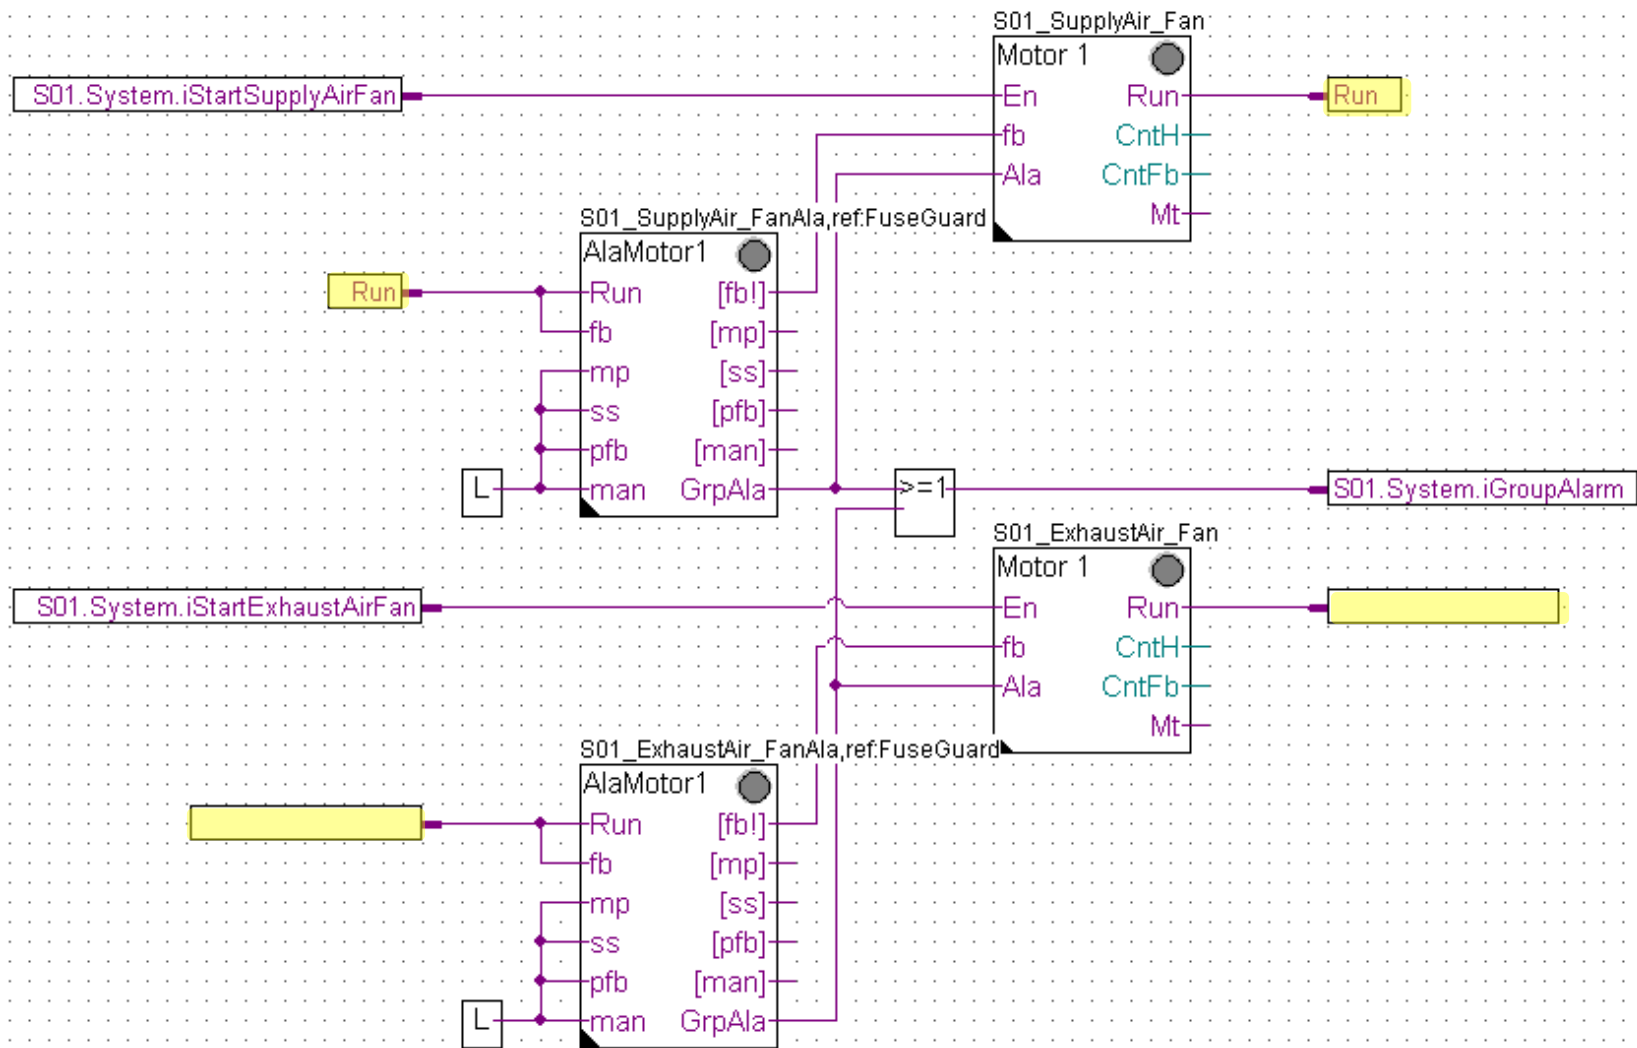 S01_SupplyAir_Fan
Motor 1
S01.System.iStartSupplyAirFan
En
Run
Run
fb
CntH
Ala
CntFb
Mt
S01_SupplyAir_FanAla,ref:FuseGuard
AlaMotor1
Run
Run
[fb!]
fb
[mp]
mp
[ss]
ss
[pfb]
pfb
[man]
L
man
GrpAla
>=1
S01.System.iGroupAlarm
S01_ExhaustAir_Fan
Motor 1
S01.System.iStartExhaustAirFan
En
Run
fb
CntH
Ala
CntFb
Mt
S01_ExhaustAir_FanAla,ref:FuseGuard
AlaMotor1
Run
[fb!]
fb
[mp]
mp
[ss]
ss
[pfb]
pfb
[man]
L
man
GrpAla